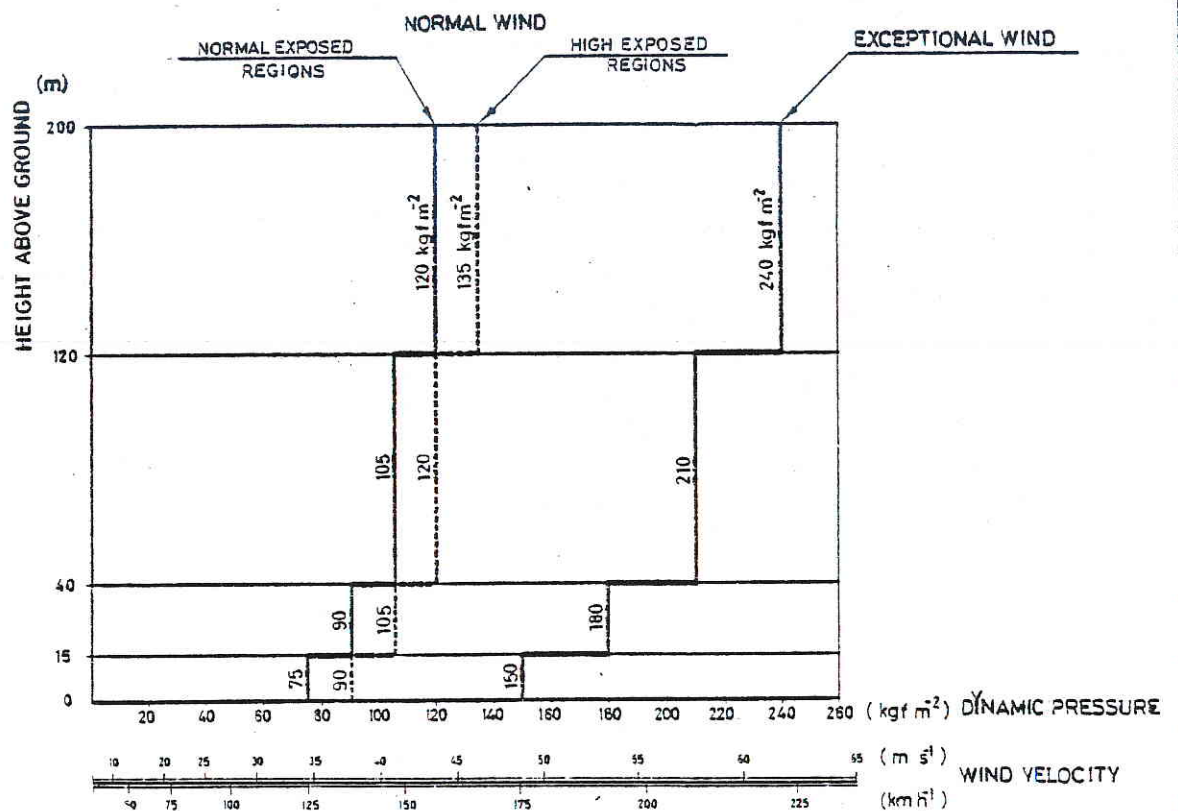 NORMAL WIND
NORMAL EXPOSED
REGIONS
HIGH EXPOSED
REGIONS
EXCEPTIONAL WIND
(m)
HEIGHT ABOVE GROUND
200
120 kgf m⁻²
135 kgf m⁻²
240 kgf m⁻²
120
105
120
210
40
90
105
180
15
75
90
150
0
20 40 60 80 100 120 140 160 180 200 220 240 260 (kgf m⁻²) DYNAMIC PRESSURE
10 20 25 30 35 40 45 50 55 60 65 (m s⁻¹)
WIND VELOCITY
50 75 100 125 150 175 200 225 (km h⁻¹)